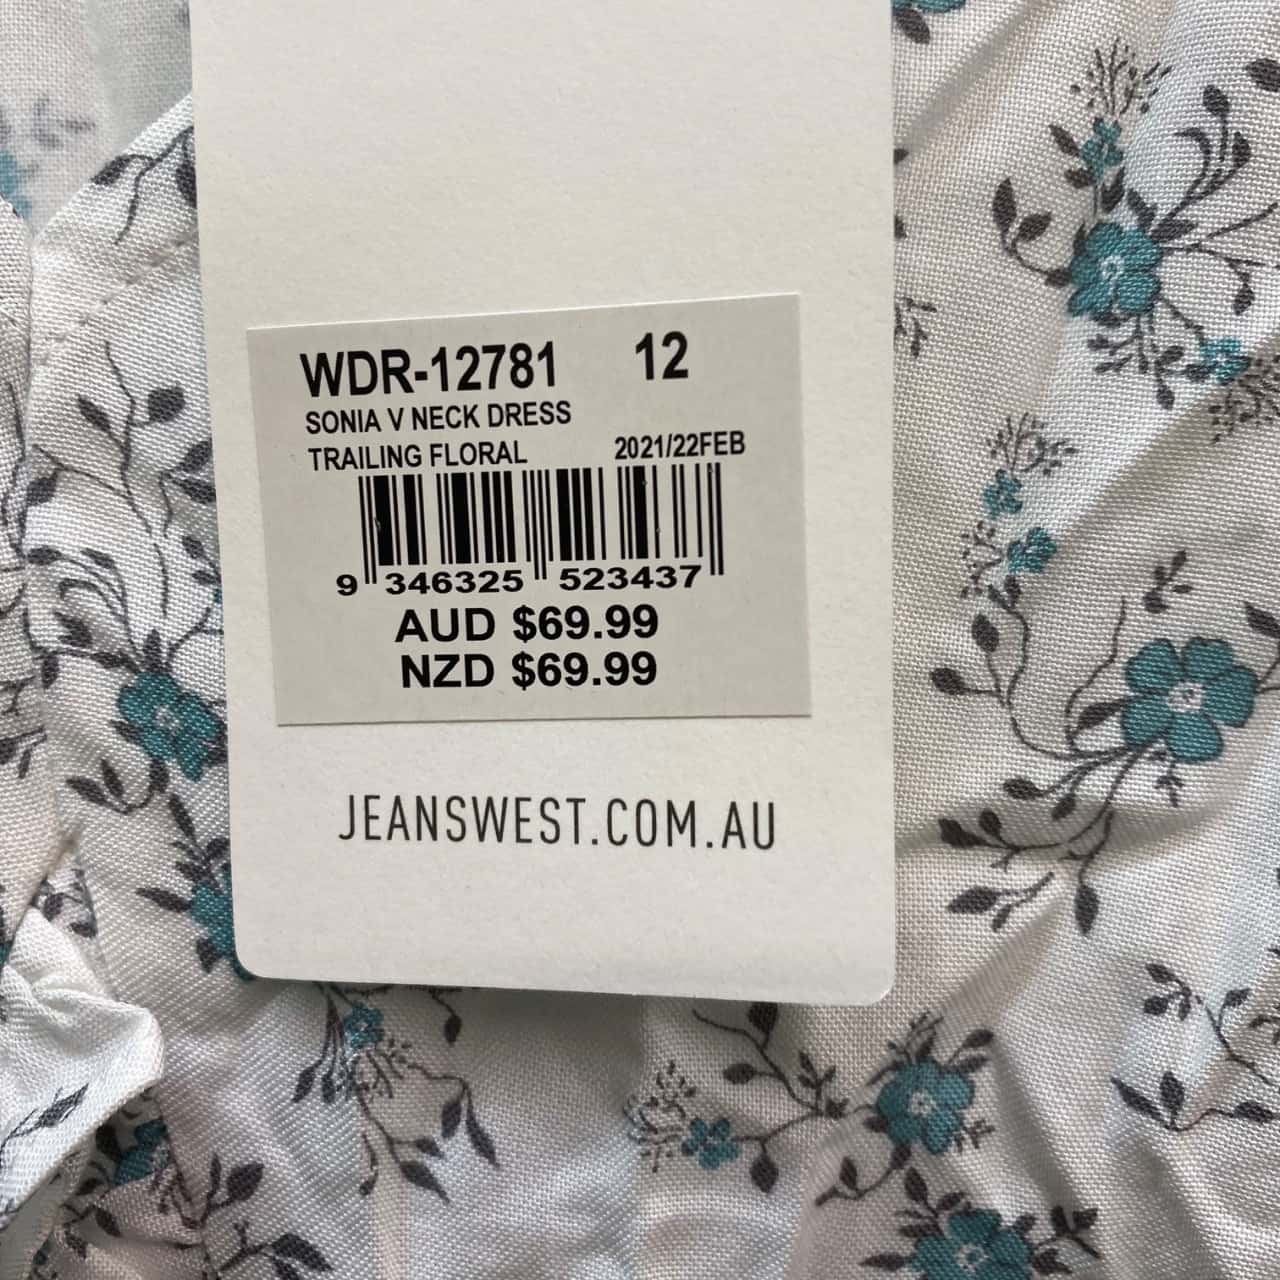 WDR-12781 12
SONIA V NECK DRESS
TRAILING FLORAL 2021/22FEB
9 346325 523437
AUD $69.99
NZD $69.99
JEANSWEST.COM.AU